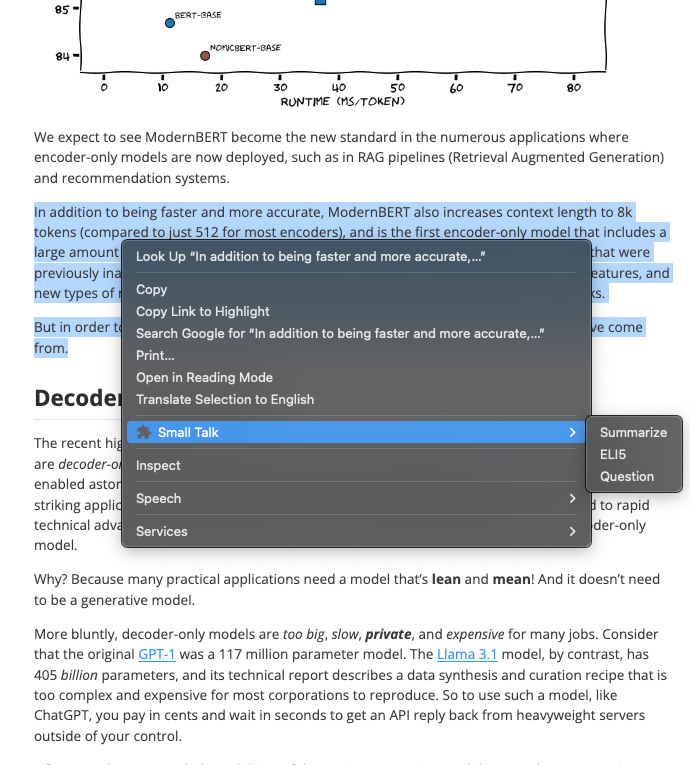 85
BERT-BASE
NOMICBERT-BASE
84
0 10 20 30 40 50 60 70 80
RUNTIME (MS/TOKEN)
We expect to see ModernBERT become the new standard in the numerous applications where
encoder-only models are now deployed, such as in RAG pipelines (Retrieval Augmented Generation)
and recommendation systems.
In addition to being faster and more accurate, ModernBERT also increases context length to 8k
tokens (compared to just 512 for most encoders), and is the first encoder-only model that includes a
large amount that were
previously eatures, and
new types of ks.
But in order ve come
from.
Look Up “In addition to being faster and more accurate,...”
Copy
Copy Link to Highlight
Search Google for “In addition to being faster and more accurate,...”
Print...
Open in Reading Mode
Translate Selection to English
Small Talk
Summarize
ELI5
Question
Inspect
Speech
Services
Decoder
The recent hig
are decoder-o
enabled aston
striking applic d to rapid
technical adva der-only
model.
Why? Because many practical applications need a model that’s lean and mean! And it doesn’t need
to be a generative model.
More bluntly, decoder-only models are too big, slow, private, and expensive for many jobs. Consider
that the original GPT-1 was a 117 million parameter model. The Llama 3.1 model, by contrast, has
405 billion parameters, and its technical report describes a data synthesis and curation recipe that is
too complex and expensive for most corporations to reproduce. So to use such a model, like
ChatGPT, you pay in cents and wait in seconds to get an API reply back from heavyweight servers
outside of your control.